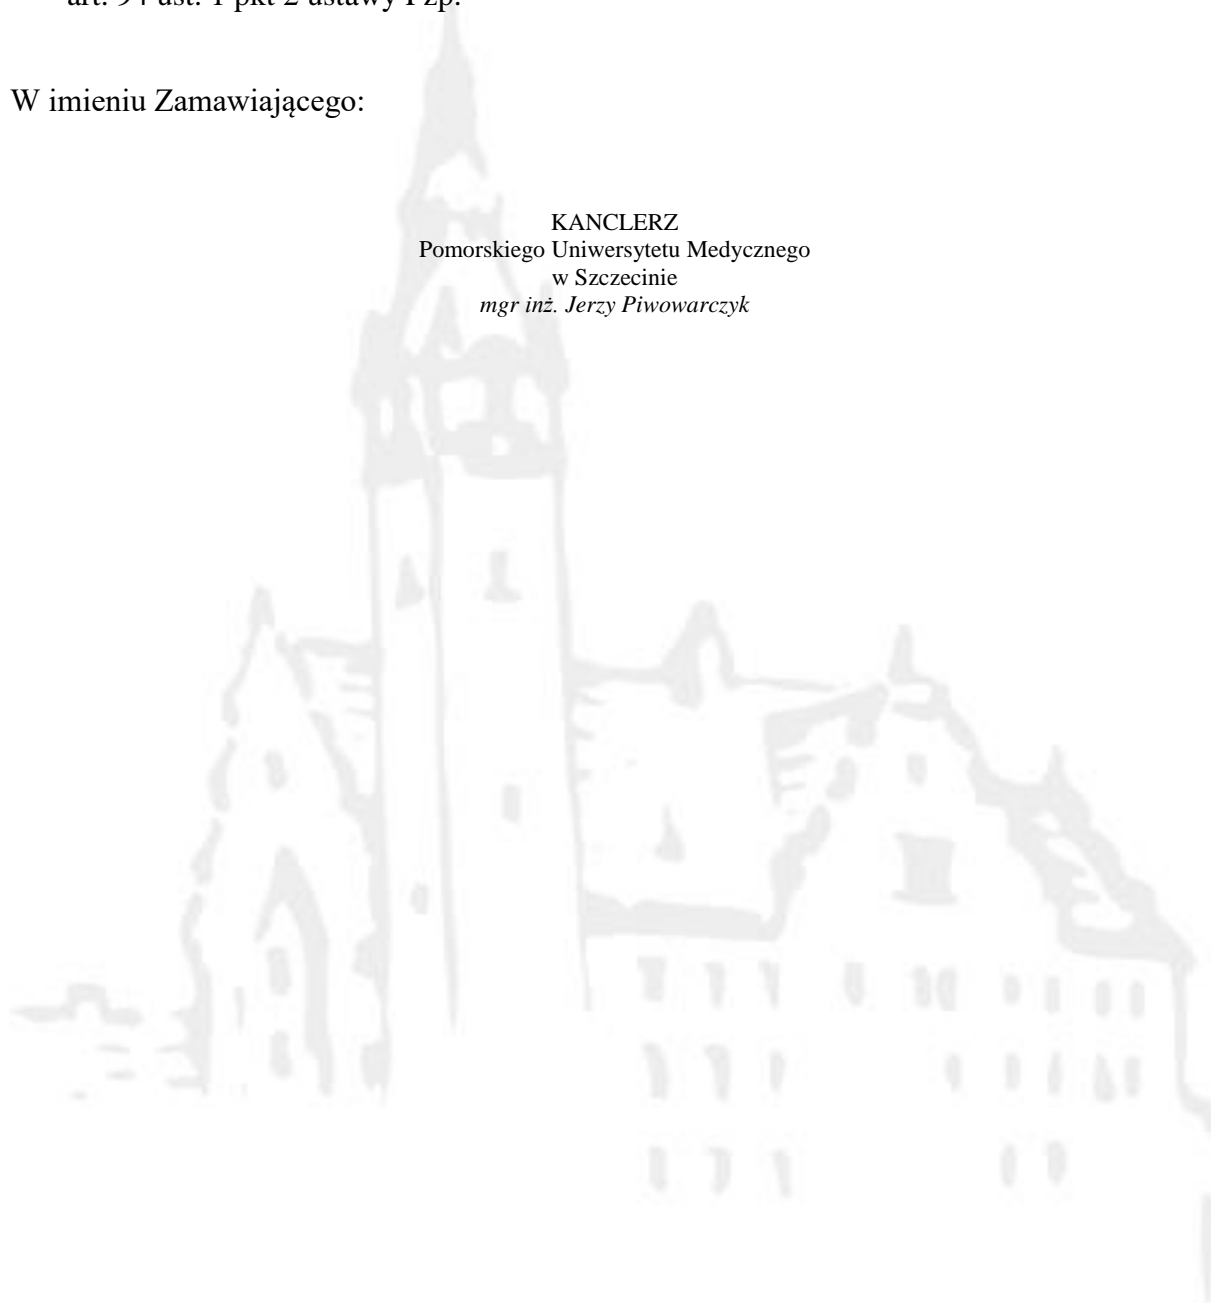 art. 94 ust. 1 pkt 2 ustawy Pzp.
W imieniu Zamawiającego:
KANCLERZ
Pomorskiego Uniwersytetu Medycznego
w Szczecinie
mgr inż. Jerzy Piwowarczyk